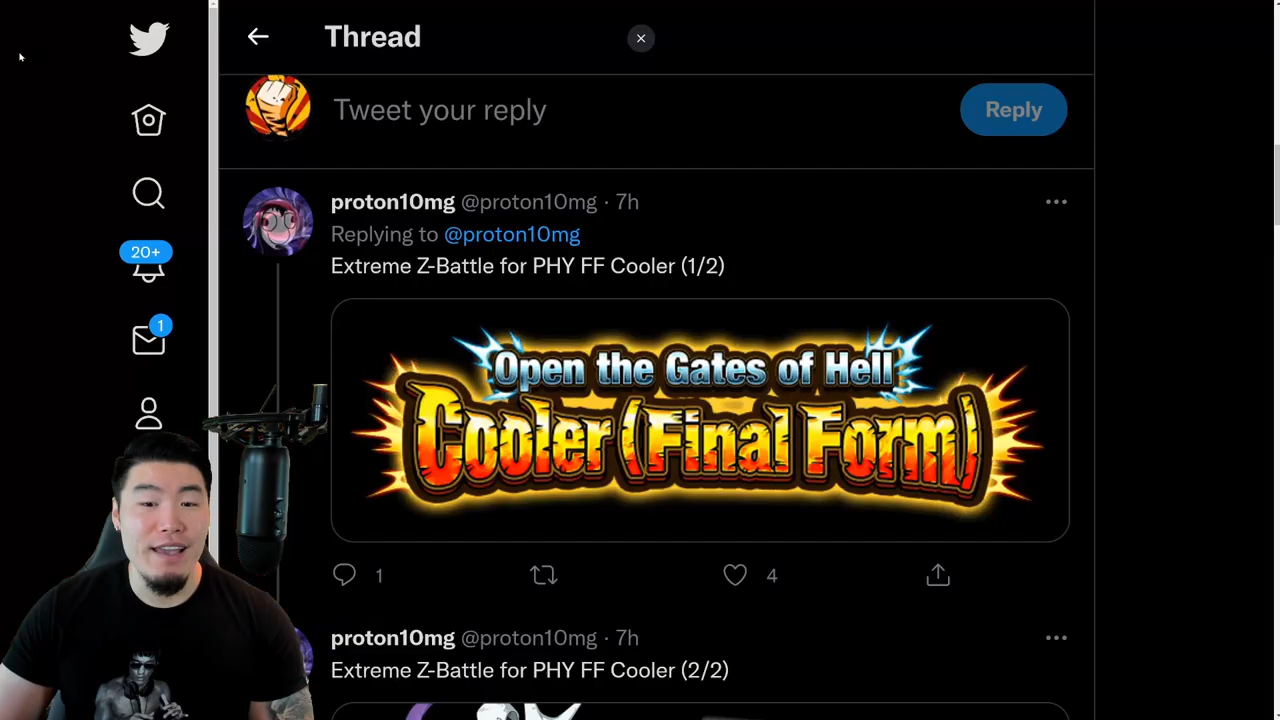 Thread
Tweet your reply
Reply
proton10mg @proton10mg · 7h
Replying to @proton10mg
20+
Extreme Z-Battle for PHY FF Cooler (1/2)
1
Open the Gates of Hell
Cooler (Final Form)
1
4
proton10mg @proton10mg · 7h
Extreme Z-Battle for PHY FF Cooler (2/2)